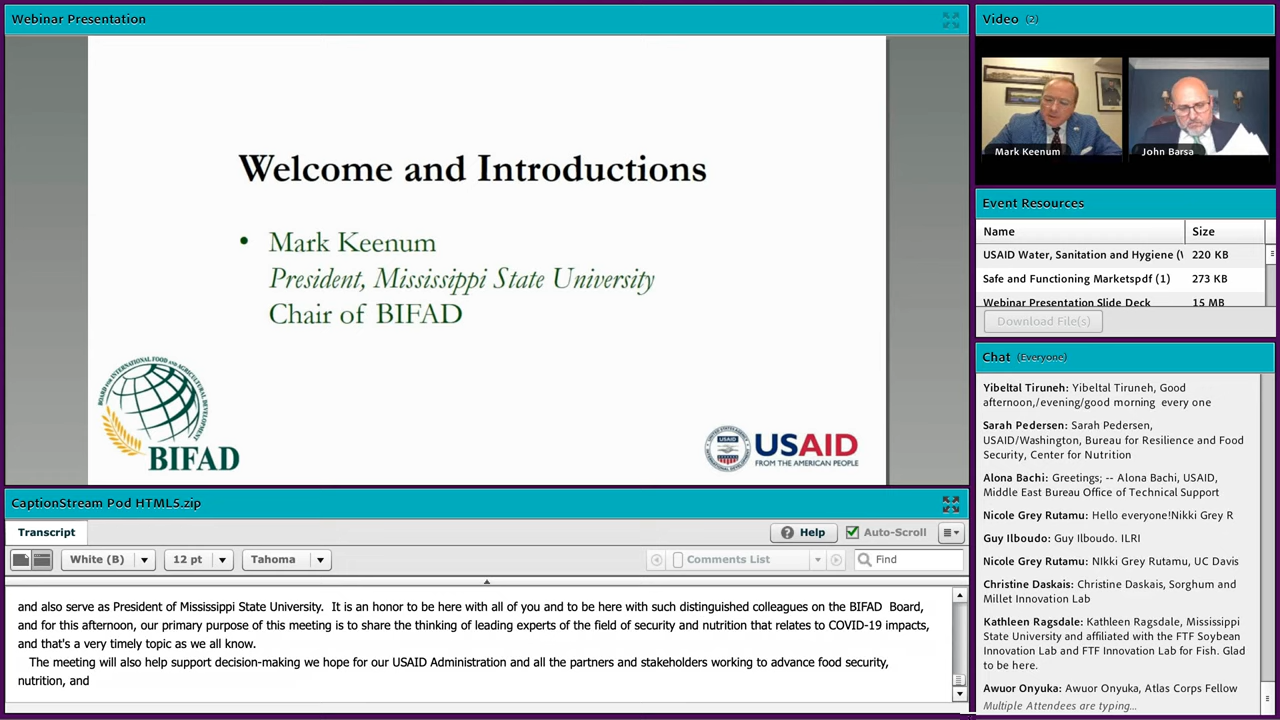 Webinar Presentation
Welcome and Introductions
• Mark Keenum
President, Mississippi State University
Chair of BIFAD
BOARD FOR INTERNATIONAL FOOD AND AGRICULTURAL DEVELOPMENT
BIFAD
USAID
USAID
FROM THE AMERICAN PEOPLE
CaptionStream Pod HTML5.zip
Transcript
Help
Auto-Scroll
White (B)
12 pt
Tahoma
Comments List
Find
and also serve as President of Mississippi State University. It is an honor to be here with all of you and to be here with such distinguished colleagues on the BIFAD Board,
and for this afternoon, our primary purpose of this meeting is to share the thinking of leading experts of the field of security and nutrition that relates to COVID-19 impacts,
and that's a very timely topic as we all know.
The meeting will also help support decision-making we hope for our USAID Administration and all the partners and stakeholders working to advance food security,
nutrition, and
Video (2)
Mark Keenum
John Barsa
Event Resources
Name Size
USAID Water, Sanitation and Hygiene ( 220 KB
Safe and Functioning Marketspdf (1) 273 KB
Webinar Presentation Slide Deck 15 MB
Download File(s)
Chat (Everyone)
Yibeltal Tiruneh: Yibeltal Tiruneh, Good
afternoon,/evening/good morning every one
Sarah Pedersen: Sarah Pedersen,
USAID/Washington, Bureau for Resilience and Food
Security, Center for Nutrition
Alona Bachi: Greetings; -- Alona Bachi, USAID,
Middle East Bureau Office of Technical Support
Nicole Grey Rutamu: Hello everyone!Nikki Grey R
Guy Ilboudo: Guy Ilboudo. ILRI
Nicole Grey Rutamu: NIkki Grey Rutamu, UC Davis
Christine Daskais: Christine Daskais, Sorghum and
Millet Innovation Lab
Kathleen Ragsdale: Kathleen Ragsdale, Mississippi
State University and affiliated with the FTF Soybean
Innovation Lab and FTF Innovation Lab for Fish. Glad
to be here.
Awuor Onyuka: Awuor Onyuka, Atlas Corps Fellow
Multiple Attendees are typing...